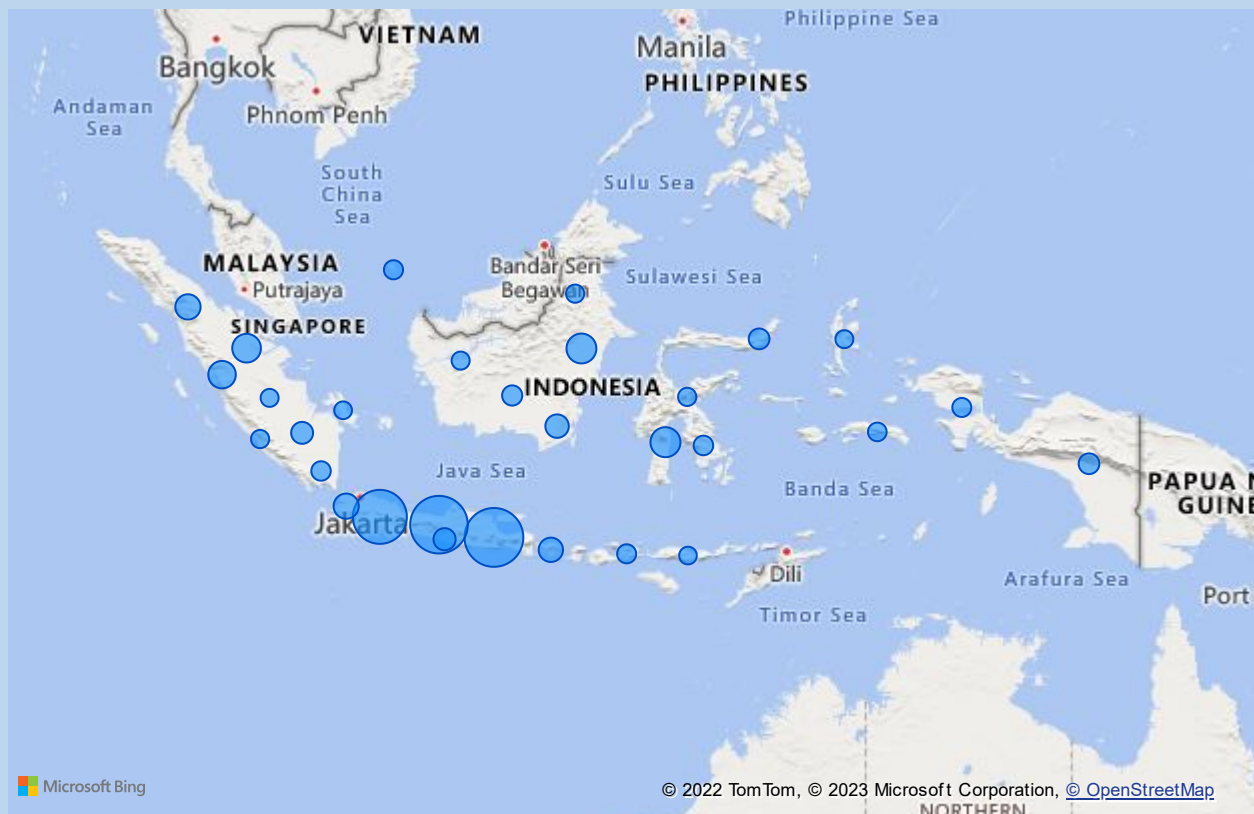 Philippine Sea
VIETNAM
Manila
Bangkok
PHILIPPINES
Andaman
Sea
Phnom Penh
South
China
Sea
Sulu Sea
MALAYSIA
Bandar Seri
Begawan
Sulawesi Sea
Putrajaya
SINGAPORE
INDONESIA
Java Sea
Banda Sea
PAPUA N
GUINE
Jakarta
Dili
Arafura Sea
Port
Timor Sea
Microsoft Bing
© 2022 TomTom, © 2023 Microsoft Corporation, © OpenStreetMap
NORTHERN